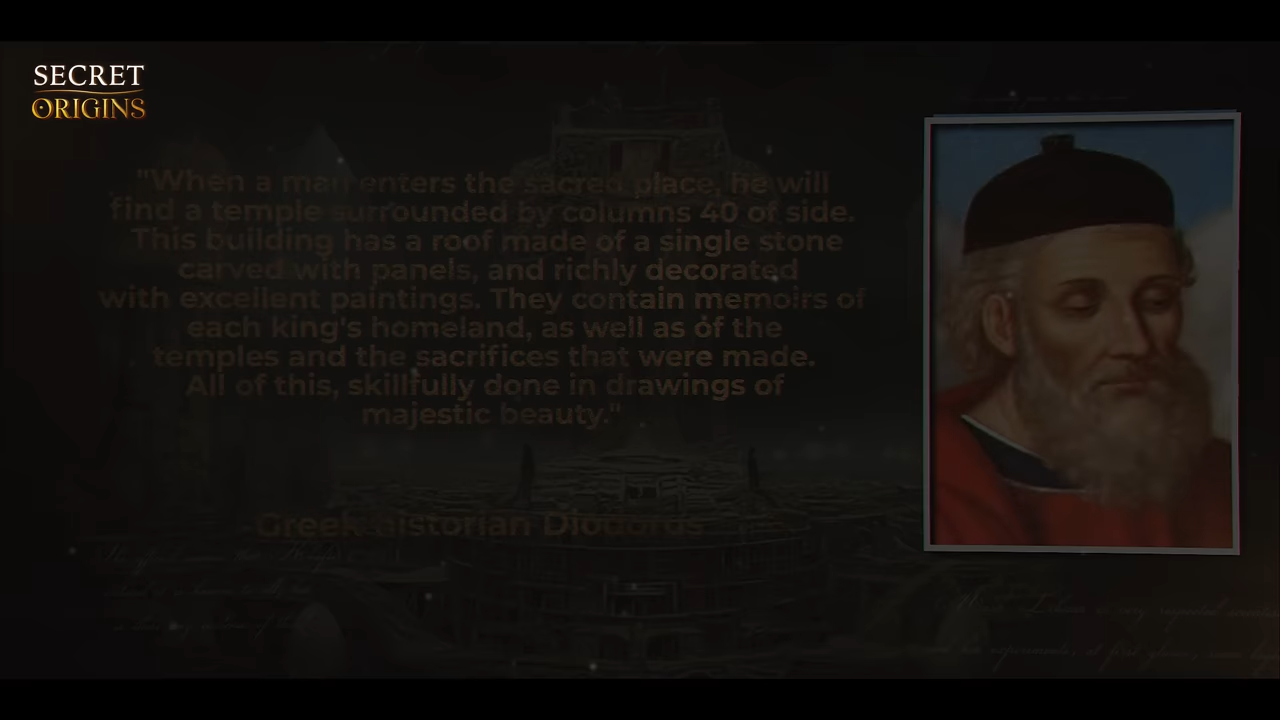 SECRET
ORIGINS
"When a man enters the sacred place, he will
find a temple surrounded by columns 40 of side.
This building has a roof made of a single stone
carved with panels, and richly decorated
with excellent paintings. They contain memoirs of
each king's homeland, as well as of the
temples and the sacrifices that were made.
All of this, skillfully done in drawings of
majestic beauty."
- Greek historian Diodorus